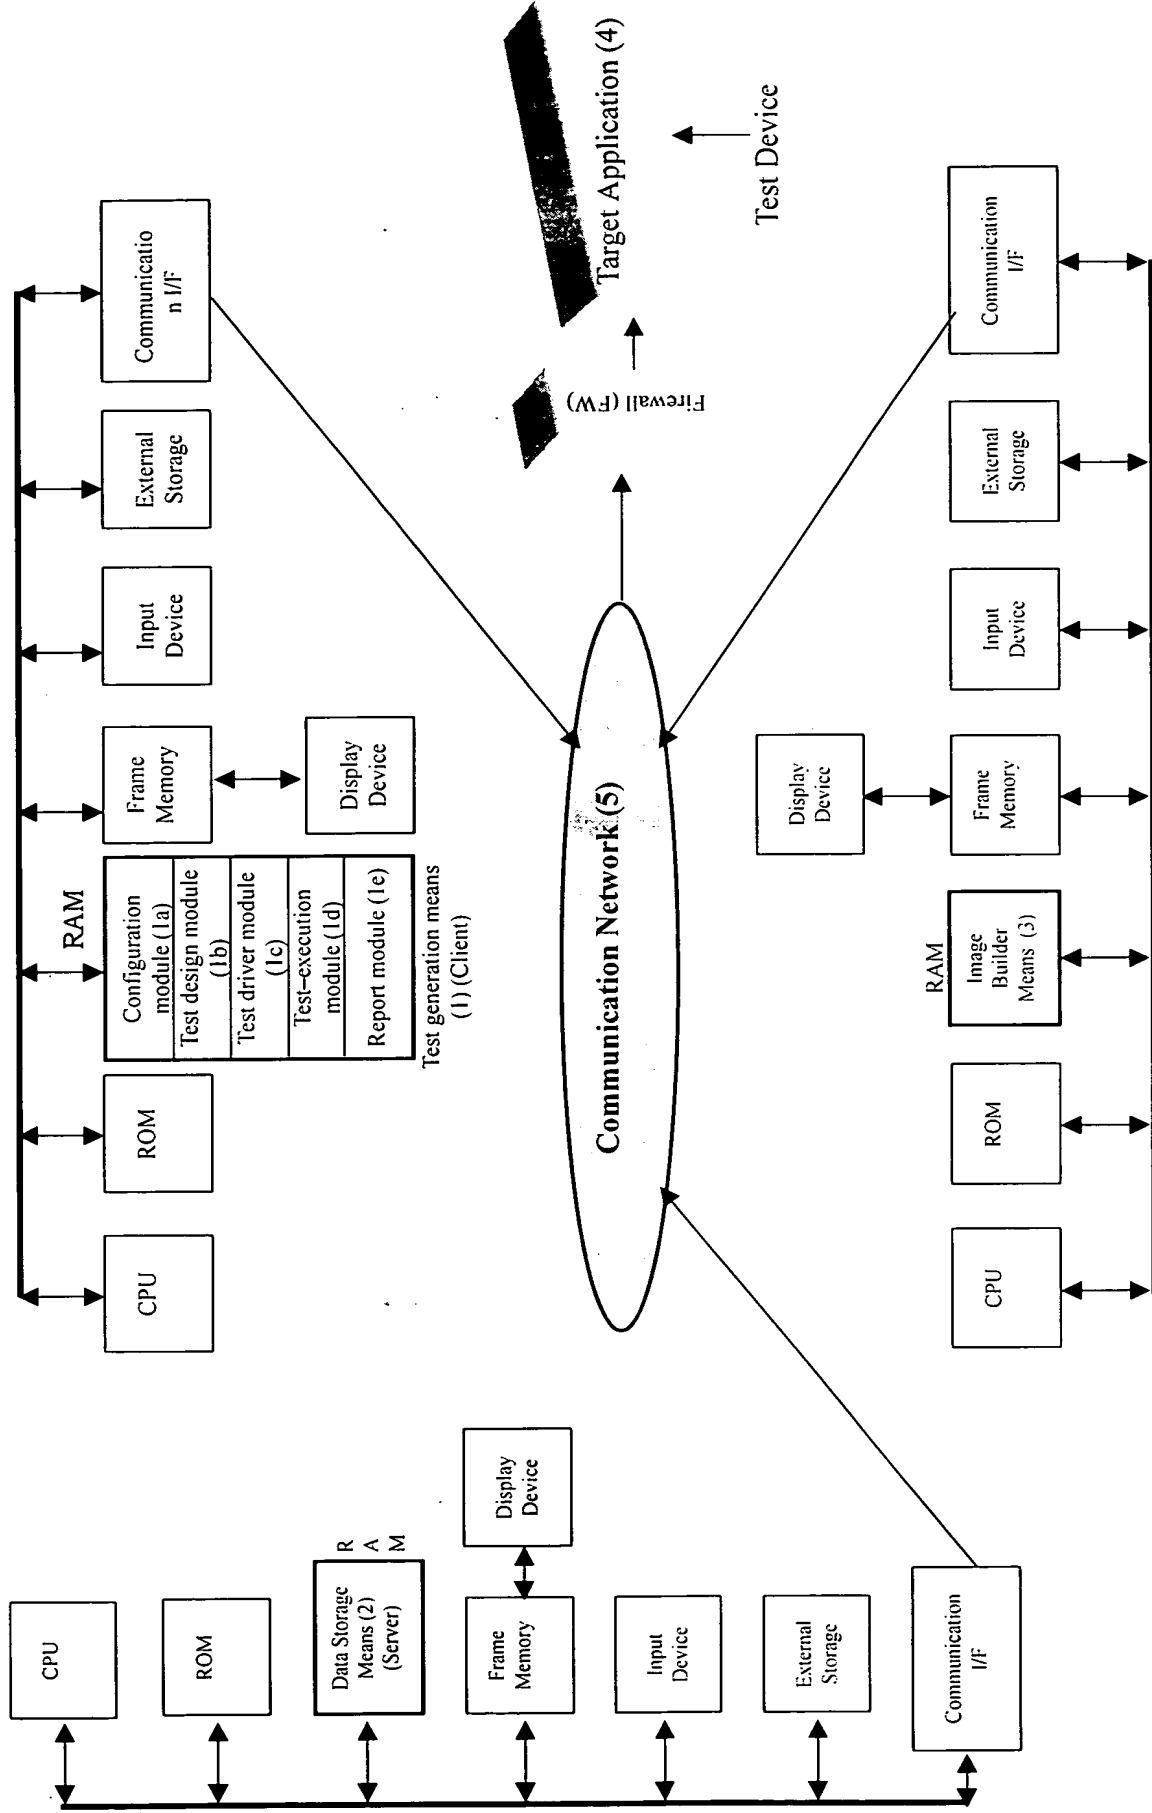 CPU
ROM
RAM
Configuration
module (1a)
Test design module
(1b)
Test driver module
(1c)
Test-execution
module (1d)
Report module (1e)
Test generation means
(1) (Client)
Frame
Memory
Display
Device
Input
Device
External
Storage
Communicatio
n I/F
CPU
ROM
Data Storage
Means (2)
(Server)
R
A
M
Frame
Memory
Display
Device
Input
Device
External
Storage
Communication
I/F
Communication Network (5)
Firewall (FW)
Target Application (4)
Test Device
CPU
ROM
RAM
Image
Builder
Means (3)
Frame
Memory
Display
Device
Input
Device
External
Storage
Communication
I/F